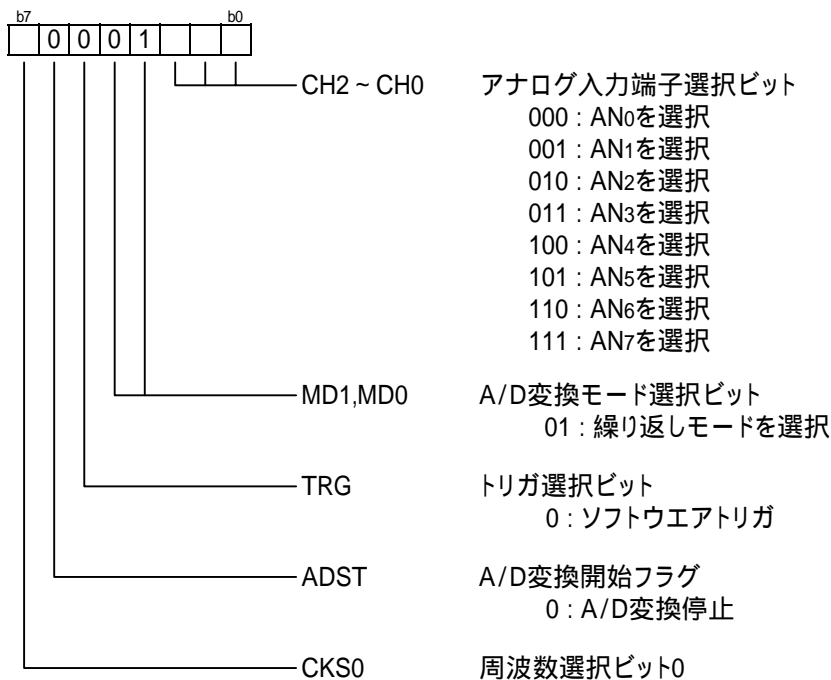 b7 b0
0 0 0 1
CH2 ~ CH0 アナログ入力端子選択ビット
000 : AN0を選択
001 : AN1を選択
010 : AN2を選択
011 : AN3を選択
100 : AN4を選択
101 : AN5を選択
110 : AN6を選択
111 : AN7を選択
MD1,MD0 A/D変換モード選択ビット
01 : 繰り返しモードを選択
TRG トリガ選択ビット
0 : ソフトウエアトリガ
ADST A/D変換開始フラグ
0 : A/D変換停止
CKS0 周波数選択ビット0